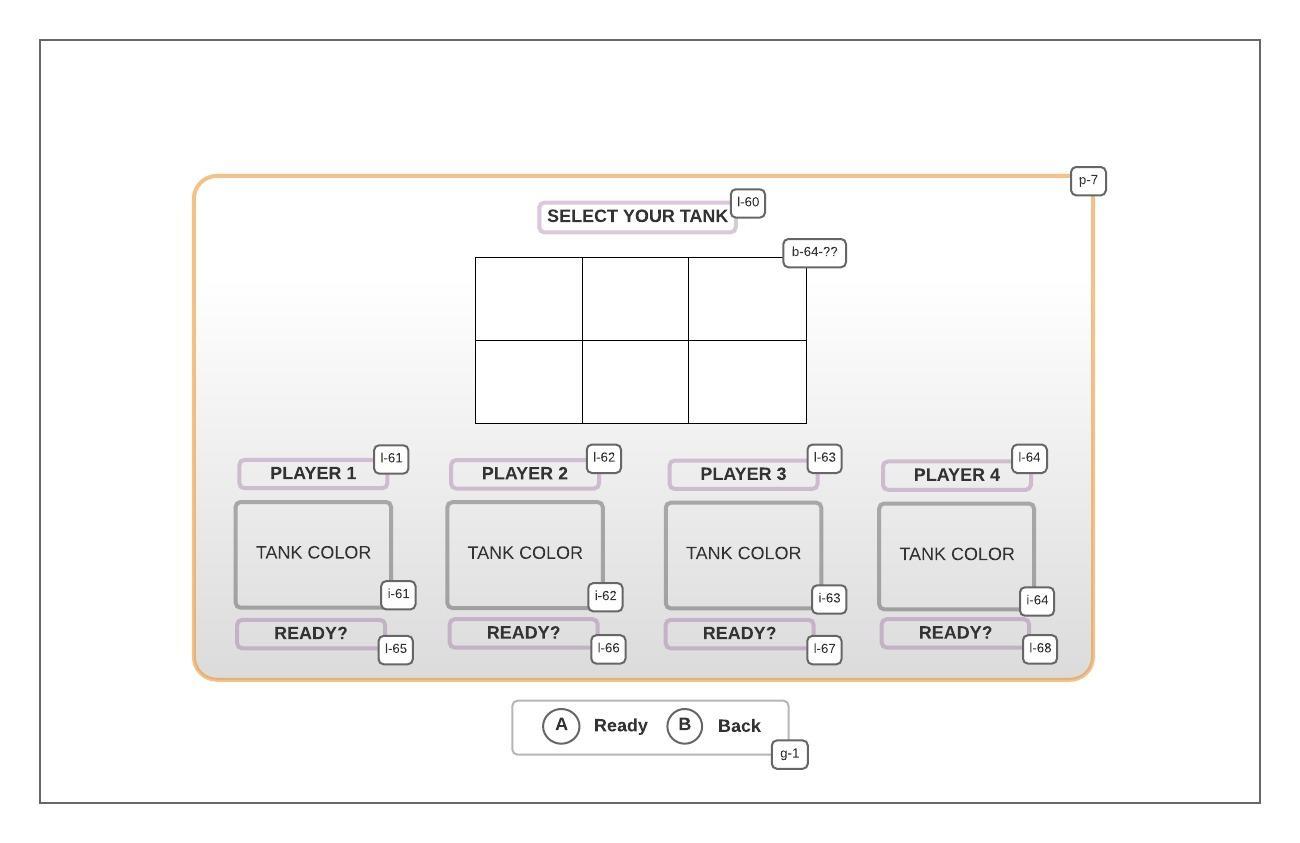 p-7
SELECT YOUR TANK
l-60
b-64-??
PLAYER 1
l-61
PLAYER 2
l-62
PLAYER 3
l-63
PLAYER 4
l-64
TANK COLOR
i-61
TANK COLOR
i-62
TANK COLOR
i-63
TANK COLOR
i-64
READY?
l-65
READY?
l-66
READY?
l-67
READY?
l-68
A Ready B Back
g-1